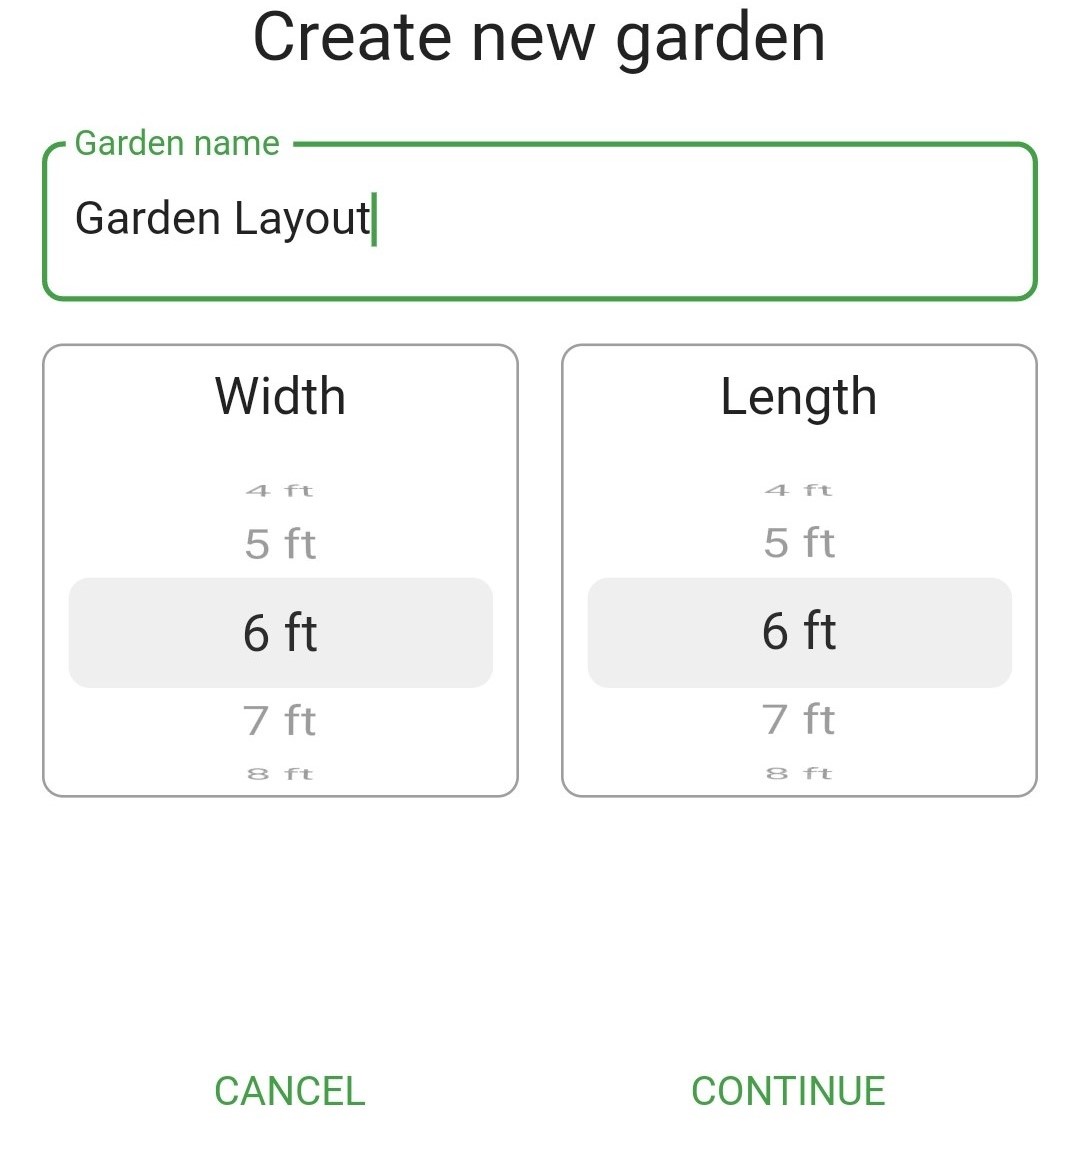 Create new garden
Garden name
Garden Layout
Width
4 ft
5 ft
6 ft
7 ft
8 ft
Length
4 ft
5 ft
6 ft
7 ft
8 ft
CANCEL
CONTINUE